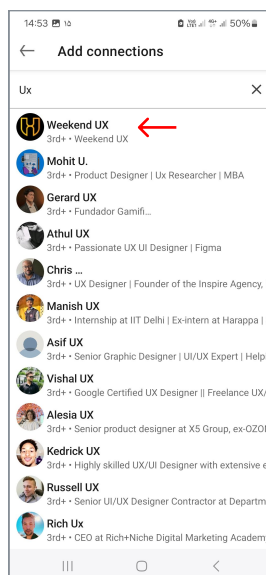 14:53
50%
Add connections
Ux
Weekend UX
3rd+ • Weekend UX
Mohit U.
3rd+ • Product Designer | Ux Researcher | MBA
Gerard UX
3rd+ • Fundador Gamifi...
Athul UX
3rd+ • Passionate UX UI Designer | Figma
Chris ...
3rd+ • UX Designer | Founder of the Inspire Agency,
Manish UX
3rd+ • Internship at IIT Delhi | Ex-intern at Harappa |
Asif UX
3rd+ • Senior Graphic Designer | UI/UX Expert | Help
Vishal UX
3rd+ • Google Certified UX Designer || Freelance UX/
Alesia UX
3rd+ • Senior product designer at X5 Group, ex-OZO
Kedrick UX
3rd+ • Highly skilled UX/UI Designer with extensive e
Russell UX
3rd+ • Senior UI/UX Designer Contractor at Departm
Rich Ux
3rd+ • CEO at Rich+Niche Digital Marketing Academ